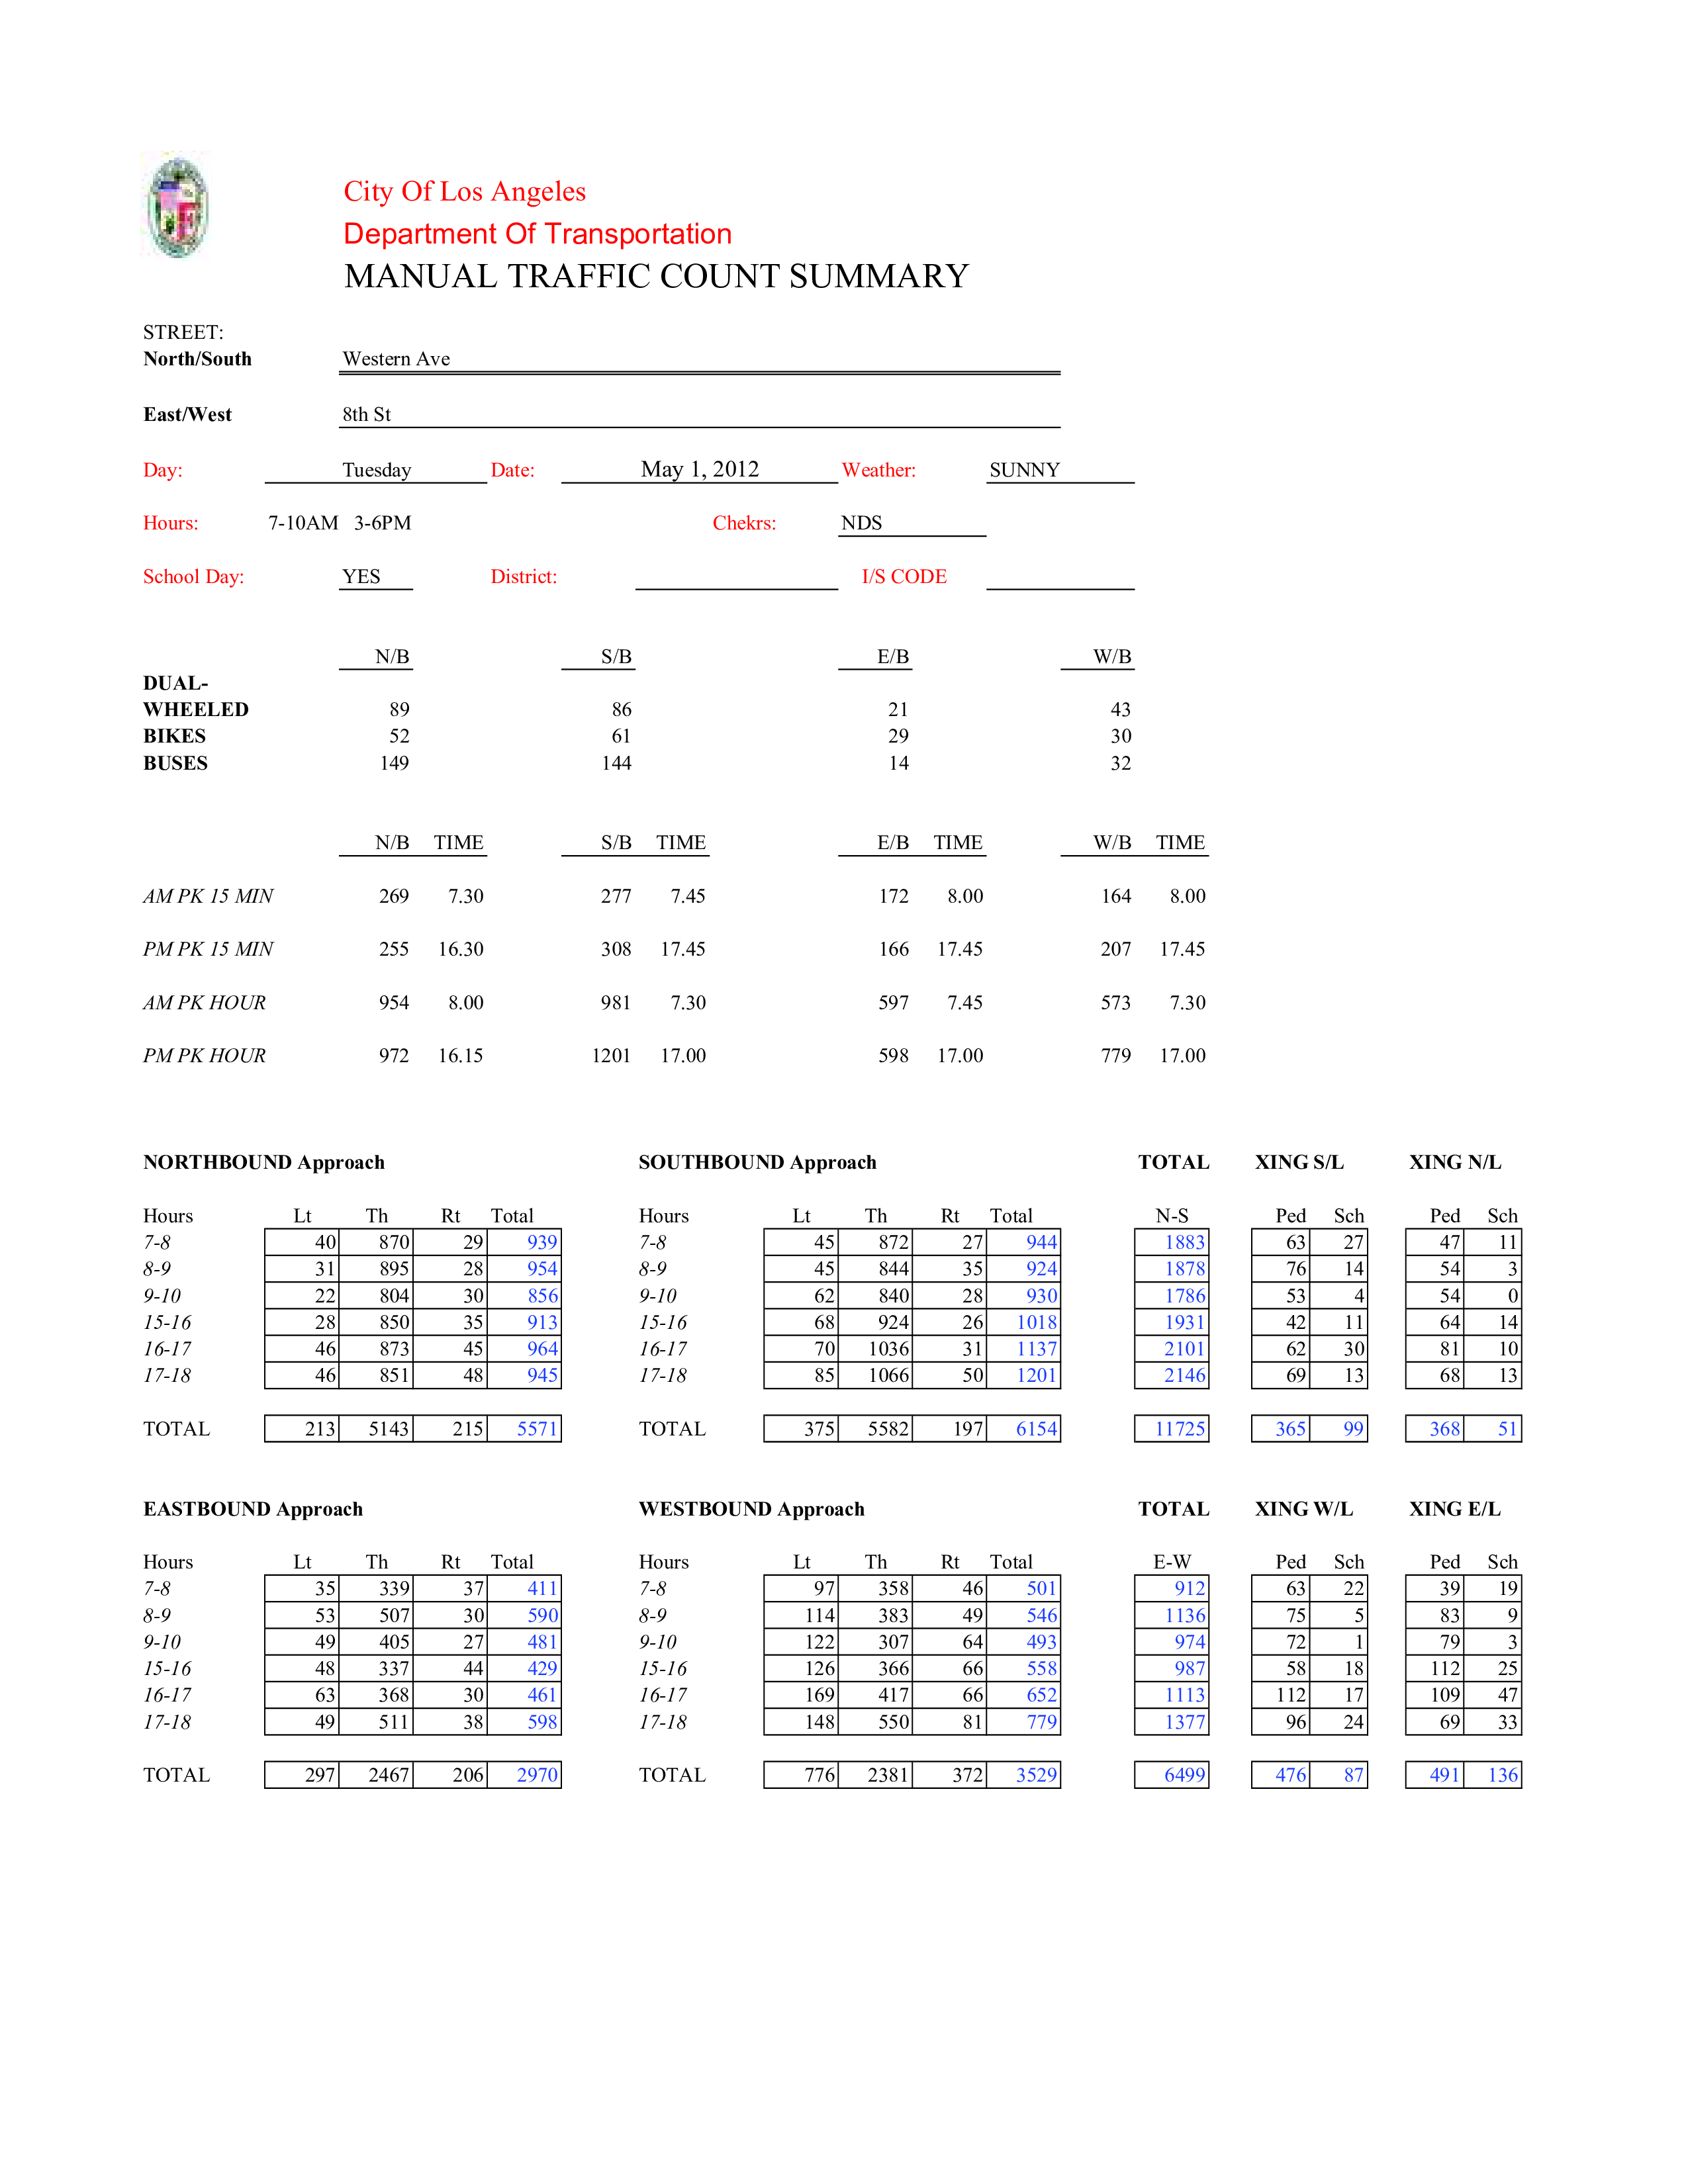 City Of Los Angeles
Department Of Transportation
MANUAL TRAFFIC COUNT SUMMARY
STREET:
North/South Western Ave
East/West 8th St
Day: Tuesday Date: May 1, 2012 Weather: SUNNY
Hours: 7-10AM 3-6PM Chekrs: NDS
School Day: YES District: I/S CODE
N/B S/B E/B W/B
DUAL-
WHEELED 89 86 21 43
BIKES 52 61 29 30
BUSES 149 144 14 32
N/B TIME S/B TIME E/B TIME W/B TIME
AM PK 15 MIN 269 7.30 277 7.45 172 8.00 164 8.00
PM PK 15 MIN 255 16.30 308 17.45 166 17.45 207 17.45
AM PK HOUR 954 8.00 981 7.30 597 7.45 573 7.30
PM PK HOUR 972 16.15 1201 17.00 598 17.00 779 17.00
NORTHBOUND Approach SOUTHBOUND Approach TOTAL XING S/L XING N/L
Hours Lt Th Rt Total Hours Lt Th Rt Total N-S Ped Sch Ped Sch
7-8 40 870 29 939 7-8 45 872 27 944 1883 63 27 47 11
8-9 31 895 28 954 8-9 45 844 35 924 1878 76 14 54 3
9-10 22 804 30 856 9-10 62 840 28 930 1786 53 4 54 0
15-16 28 850 35 913 15-16 68 924 26 1018 1931 42 11 64 14
16-17 46 873 45 964 16-17 70 1036 31 1137 2101 62 30 81 10
17-18 46 851 48 945 17-18 85 1066 50 1201 2146 69 13 68 13
TOTAL 213 5143 215 5571 TOTAL 375 5582 197 6154 11725 365 99 368 51
EASTBOUND Approach WESTBOUND Approach TOTAL XING W/L XING E/L
Hours Lt Th Rt Total Hours Lt Th Rt Total E-W Ped Sch Ped Sch
7-8 35 339 37 411 7-8 97 358 46 501 912 63 22 39 19
8-9 53 507 30 590 8-9 114 383 49 546 1136 75 5 83 9
9-10 49 405 27 481 9-10 122 307 64 493 974 72 1 79 3
15-16 48 337 44 429 15-16 126 366 66 558 987 58 18 112 25
16-17 63 368 30 461 16-17 169 417 66 652 1113 112 17 109 47
17-18 49 511 38 598 17-18 148 550 81 779 1377 96 24 69 33
TOTAL 297 2467 206 2970 TOTAL 776 2381 372 3529 6499 476 87 491 136